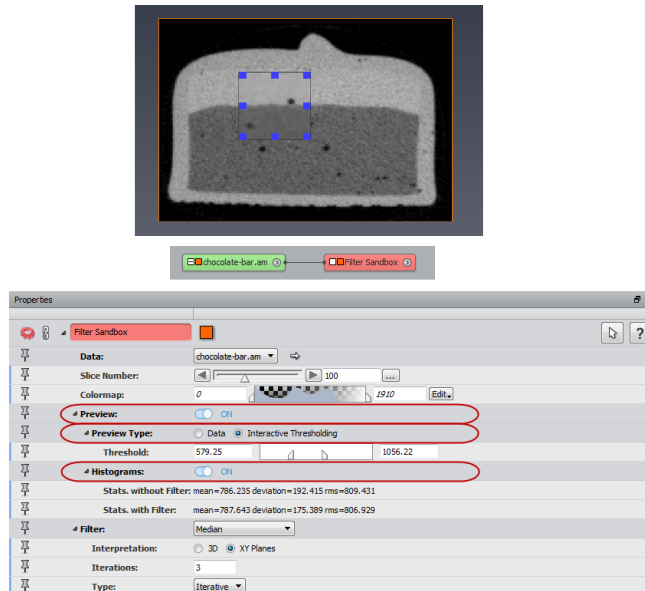 chocolate-bar.am
Filter Sandbox
Properties
Filter Sandbox
?
Data:
chocolate-bar.am
Slice Number:
100
...
Colormap:
0
1910
Edit
Preview:
ON
Preview Type:
Data
Interactive Thresholding
Threshold:
579.25
1056.22
Histograms:
ON
Stats. without Filter: mean=786.235 deviation=192.415 rms=809.431
Stats. with Filter: mean=787.643 deviation=175.389 rms=806.929
Filter:
Median
Interpretation:
3D
XY Planes
Iterations:
3
Type:
Iterative